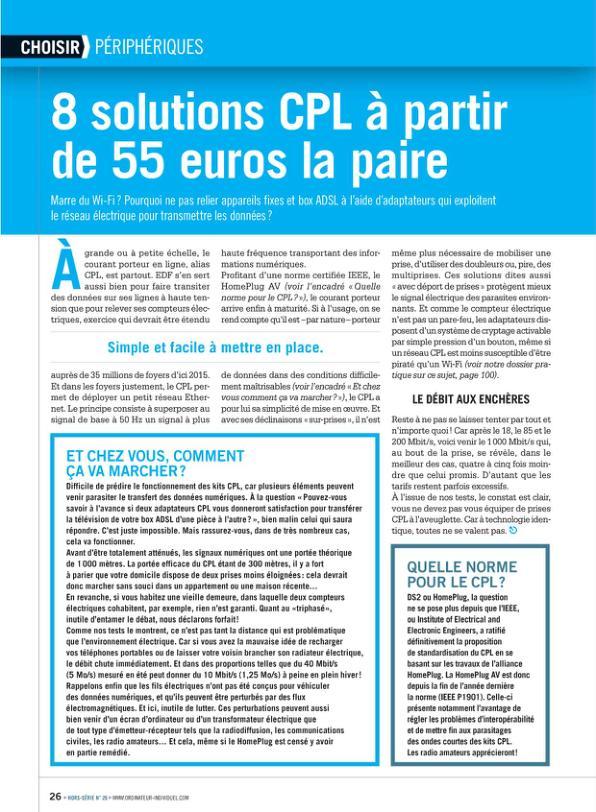 CHOISIR PÉRIPHÉRIQUES
8 solutions CPL à partir
de 55 euros la paire
Marre du Wi-Fi ? Pourquoi ne pas relier appareils fixes et box ADSL à l'aide d'adaptateurs qui exploitent
le réseau électrique pour transmettre les données ?
À grande ou à petite échelle, le
courant porteur en ligne, alias
CPL, est partout. EDF s'en sert
aussi bien pour faire transiter
des données sur ses lignes à haute ten-
sion que pour relever ses compteurs élec-
triques, exercice qui devrait être étendu
auprès de 35 millions de foyers d'ici 2015.
Et dans les foyers justement, le CPL per-
met de déployer un petit réseau Ether-
net. Le principe consiste à superposer au
signal de base à 50 Hz un signal à plus
haute fréquence transportant des infor-
mations numériques.
Profitant d'une norme certifiée IEEE, le
HomePlug AV (voir l'encadré « Quelle
norme pour le CPL ? »), le courant porteur
arrive enfin à maturité. Si à l'usage, on se
rend compte qu'il est – par nature – porteur
de données dans des conditions difficile-
ment maîtrisables (voir l'encadré « Et chez
vous comment ça va marcher ? »), le CPL a
pour lui sa simplicité de mise en œuvre. Et
avec ses déclinaisons « sur-prises », il n'est
même plus nécessaire de mobiliser une
prise, d'utiliser des doubleurs ou, pire, des
multiprises. Ces solutions dites aussi
« avec déport de prises » protègent mieux
le signal électrique des parasites environ-
nants. Et comme le compteur électrique
n'est pas un pare-feu, les adaptateurs dis-
posent d'un système de cryptage activable
par simple pression d'un bouton, même si
un réseau CPL est moins susceptible d'être
piraté qu'un Wi-Fi (voir notre dossier pra-
tique sur ce sujet, page 100).
Simple et facile à mettre en place.
LE DÉBIT AUX ENCHÈRES
Reste à ne pas se laisser tenter par tout et
n'importe quoi ! Car après le 18, le 85 et le
200 Mbit/s, voici venir le 1 000 Mbit/s qui,
au bout de la prise, se révèle, dans le
meilleur des cas, quatre à cinq fois moin-
dre que celui promis. D'autant que les
tarifs restent parfois excessifs.
À l'issue de nos tests, le constat est clair,
vous ne devez pas vous équiper de prises
CPL à l'aveuglette. Car à technologie iden-
tique, toutes ne se valent pas.
ET CHEZ VOUS, COMMENT
ÇA VA MARCHER ?
Difficile de prédire le fonctionnement des kits CPL, car plusieurs éléments peuvent
venir parasiter le transfert des données numériques. À la question « Pouvez-vous
savoir à l'avance si deux adaptateurs CPL vous donneront satisfaction pour transférer
la télévision de votre box ADSL d'une pièce à l'autre ? », bien malin celui qui saura
répondre. C'est juste impossible. Mais rassurez-vous, dans de très nombreux cas,
cela va fonctionner.
Avant d'être totalement atténués, les signaux numériques ont une portée théorique
de 1 000 mètres. La portée efficace du CPL étant de 300 mètres, il y a fort
à parier que votre domicile dispose de deux prises moins éloignées : cela devrait
donc marcher sans souci dans un appartement ou une maison récente…
En revanche, si vous habitez une vieille demeure, dans laquelle deux compteurs
électriques cohabitent, par exemple, rien n'est garanti. Quant au « triphasé »,
inutile d'entamer le débat, nous déclarons forfait !
Comme nos tests le montrent, ce n'est pas tant la distance qui est problématique
que l'environnement électrique. Car si vous avez la mauvaise idée de recharger
vos téléphones portables ou de laisser votre voisin brancher son radiateur électrique,
le débit chute immédiatement. Et dans des proportions telles que du 40 Mbit/s
(5 Mo/s) mesuré en été peut donner du 10 Mbit/s (1,25 Mo/s) à peine en plein hiver !
Rappelons enfin que les fils électriques n'ont pas été conçus pour véhiculer
des données numériques, et qu'ils peuvent être perturbés par des flux
électromagnétiques. Et ici, inutile de lutter. Ces perturbations peuvent aussi
bien venir d'un écran d'ordinateur ou d'un transformateur électrique que
de tout type d'émetteur-récepteur tels que la radiodiffusion, les communications
civiles, les radio amateurs… Et cela, même si le HomePlug est censé y avoir
en partie remédié.
QUELLE NORME
POUR LE CPL ?
DS2 ou HomePlug, la question
ne se pose plus depuis que l'IEEE,
ou Institute of Electrical and
Electronic Engineers, a ratifié
définitivement la proposition
de standardisation du CPL en se
basant sur les travaux de l'alliance
HomePlug. La HomePlug AV est donc
depuis la fin de l'année dernière
la norme (IEEE P1901). Celle-ci
présente notamment l'avantage de
régler les problèmes d'interopérabilité
et de mettre fin aux parasitages
des ondes courtes des kits CPL.
Les radio amateurs apprécieront !
26 • HORS-SÉRIE N° 26 • WWW.ORDINATEUR-INDIVIDUEL.COM